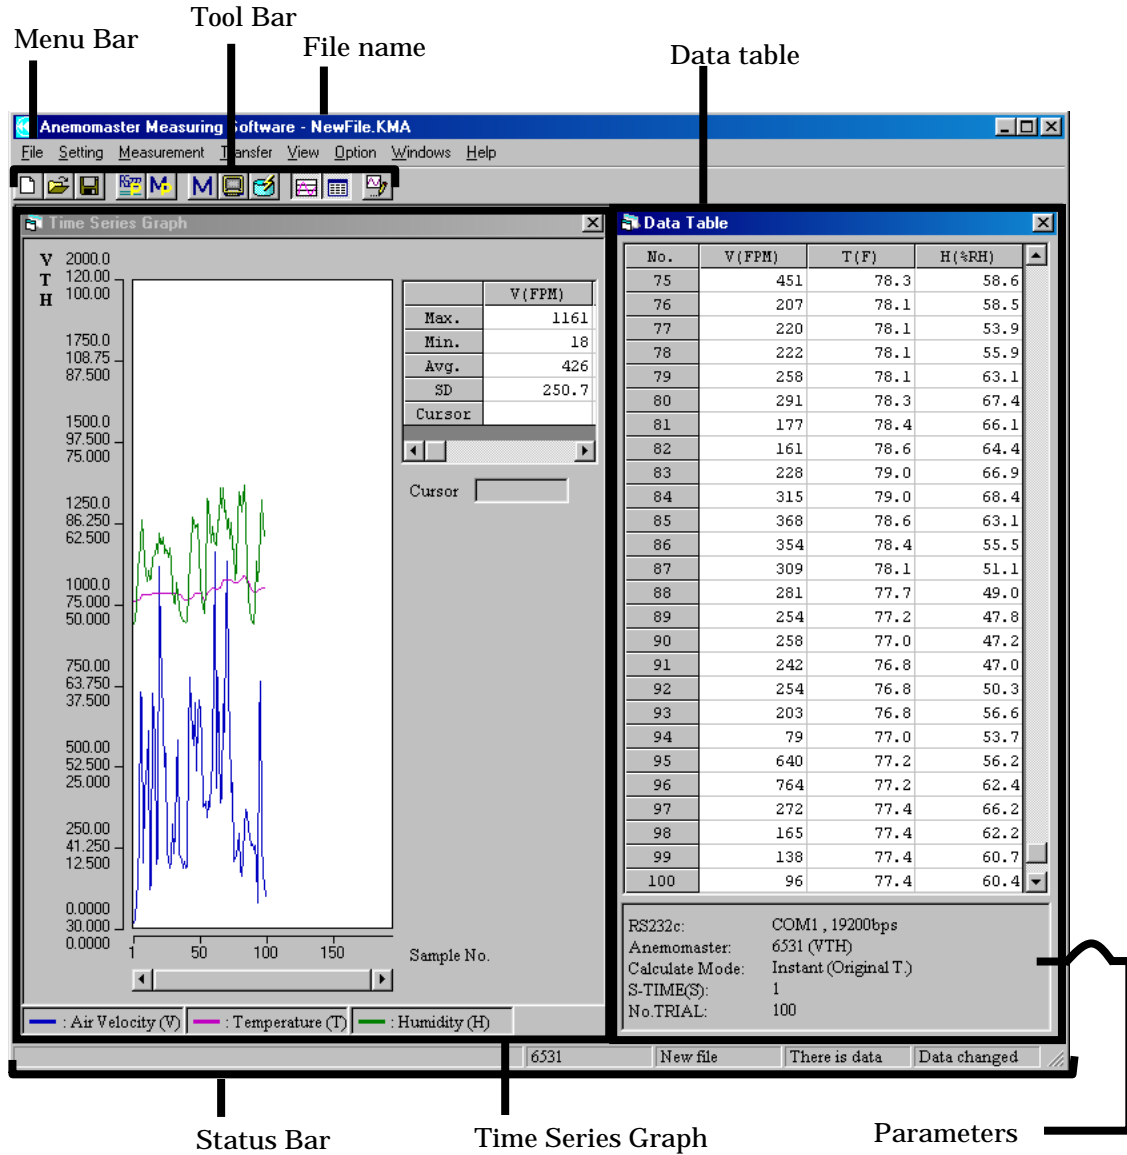 Tool Bar
Menu Bar
File name
Data table
Anemomaster Measuring Software - NewFile.KMA
File Setting Measurement Transfer View Option Windows Help
Time Series Graph
V 2000.0
T 120.00
H 100.00
1750.0
108.75
87.500
1500.0
97.500
75.000
1250.0
86.250
62.500
1000.0
75.000
50.000
750.00
63.750
37.500
500.00
52.500
25.000
250.00
41.250
12.500
0.0000
30.000
0.0000
1 50 100 150
Sample No.
V(FPM)
Max. 1161
Min. 18
Avg. 426
SD 250.7
Cursor
Cursor
: Air Velocity (V) : Temperature (T) : Humidity (H)
Data Table
No. V(FPM) T(F) H(%RH)
75 451 78.3 58.6
76 207 78.1 58.5
77 220 78.1 53.9
78 222 78.1 55.9
79 258 78.1 63.1
80 291 78.3 67.4
81 177 78.4 66.1
82 161 78.6 64.4
83 228 79.0 66.9
84 315 79.0 68.4
85 368 78.6 63.1
86 354 78.4 55.5
87 309 78.1 51.1
88 281 77.7 49.0
89 254 77.2 47.8
90 258 77.0 47.2
91 242 76.8 47.0
92 254 76.8 50.3
93 203 76.8 56.6
94 79 77.0 53.7
95 640 77.2 56.2
96 764 77.2 62.4
97 272 77.4 66.2
98 165 77.4 62.2
99 138 77.4 60.7
100 96 77.4 60.4
RS232c: COM1 , 19200bps
Anemomaster: 6531 (VTH)
Calculate Mode: Instant (Original T.)
S-TIME(S): 1
No.TRIAL: 100
6531 New file There is data Data changed
Status Bar
Time Series Graph
Parameters